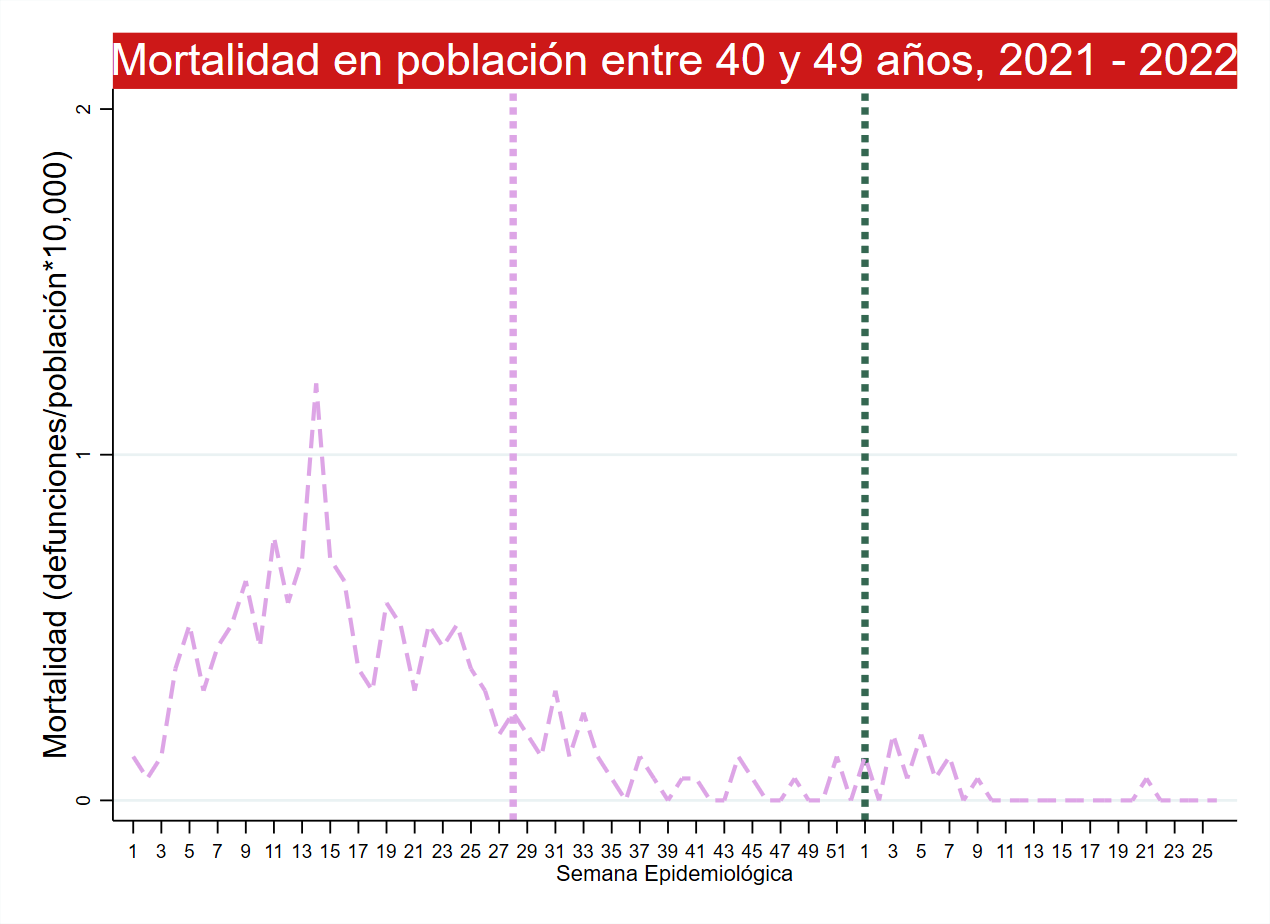 Mortalidad en población entre 40 y 49 años, 2021 - 2022
Mortalidad (defunciones/población*10,000)
2
1
0
1 3 5 7 9 11 13 15 17 19 21 23 25 27 29 31 33 35 37 39 41 43 45 47 49 51 1 3 5 7 9 11 13 15 17 19 21 23 25
Semana Epidemiológica